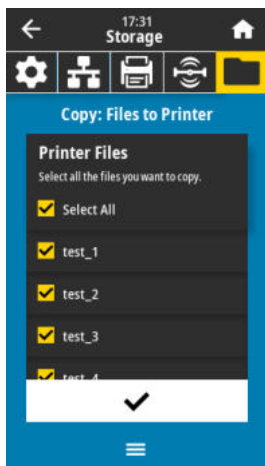 17:31
Storage
Copy: Files to Printer
Printer Files
Select all the files you want to copy.
Select All
test_1
test_2
test_3
test_4